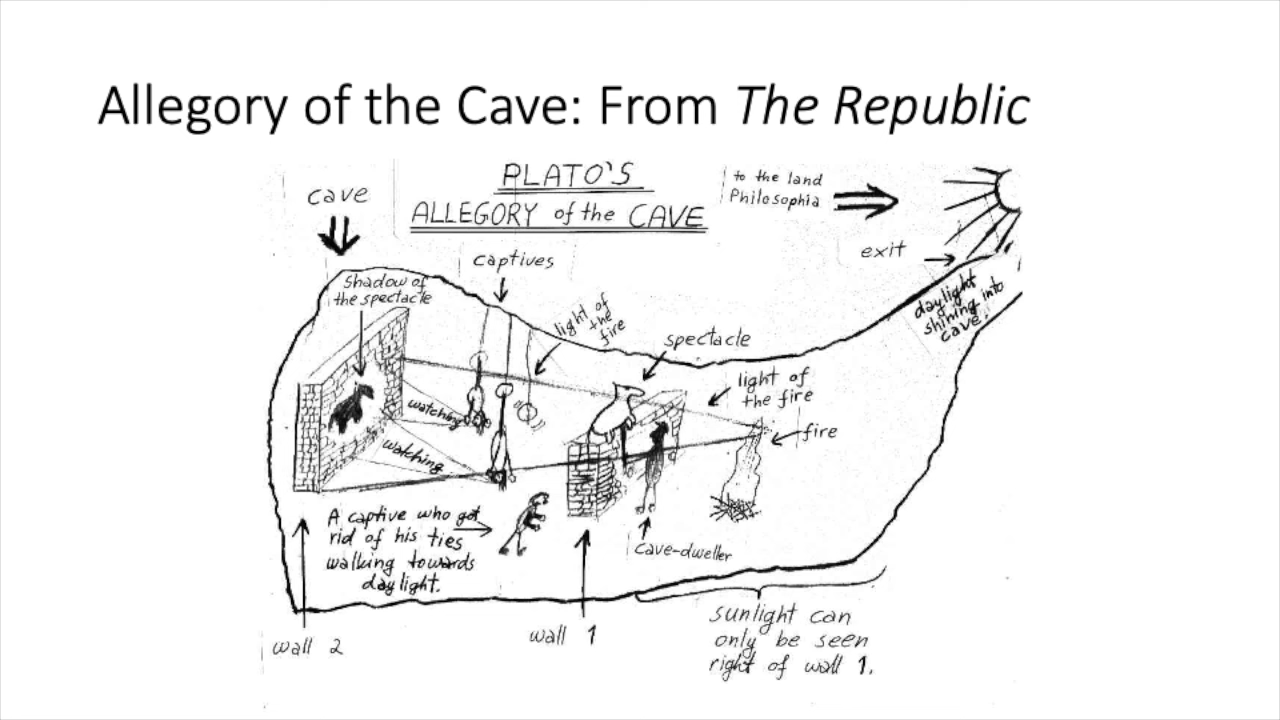 Allegory of the Cave: From The Republic
PLATO'S
ALLEGORY of the CAVE
to the land
Philosophia
cave
exit
captives
daylight
shining into
cave.
Shadow of
the spectacle
light of
the
fire
spectacle
light of
the fire
fire
watching
watching
A captive who got
rid of his ties
walking towards
daylight.
cave-dweller
wall 2
wall 1
sunlight can
only be seen
right of wall 1.